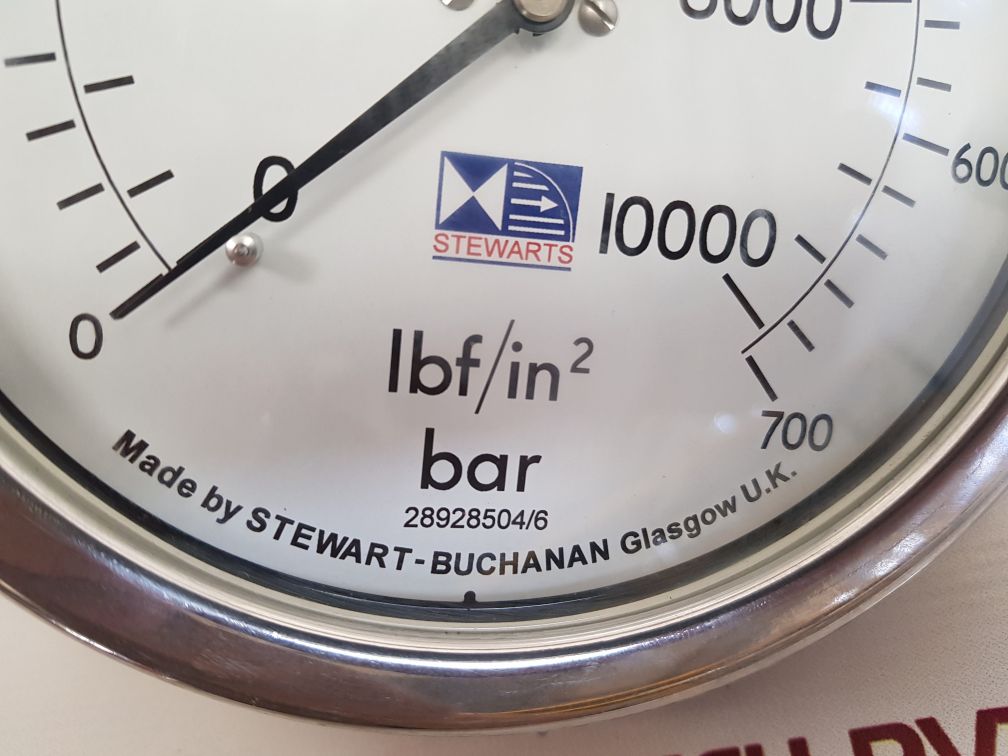 0
600
10000
STEWARTS
0
lbf/in²
700
bar
28928504/6
Made by STEWART-BUCHANAN Glasgow U.K.